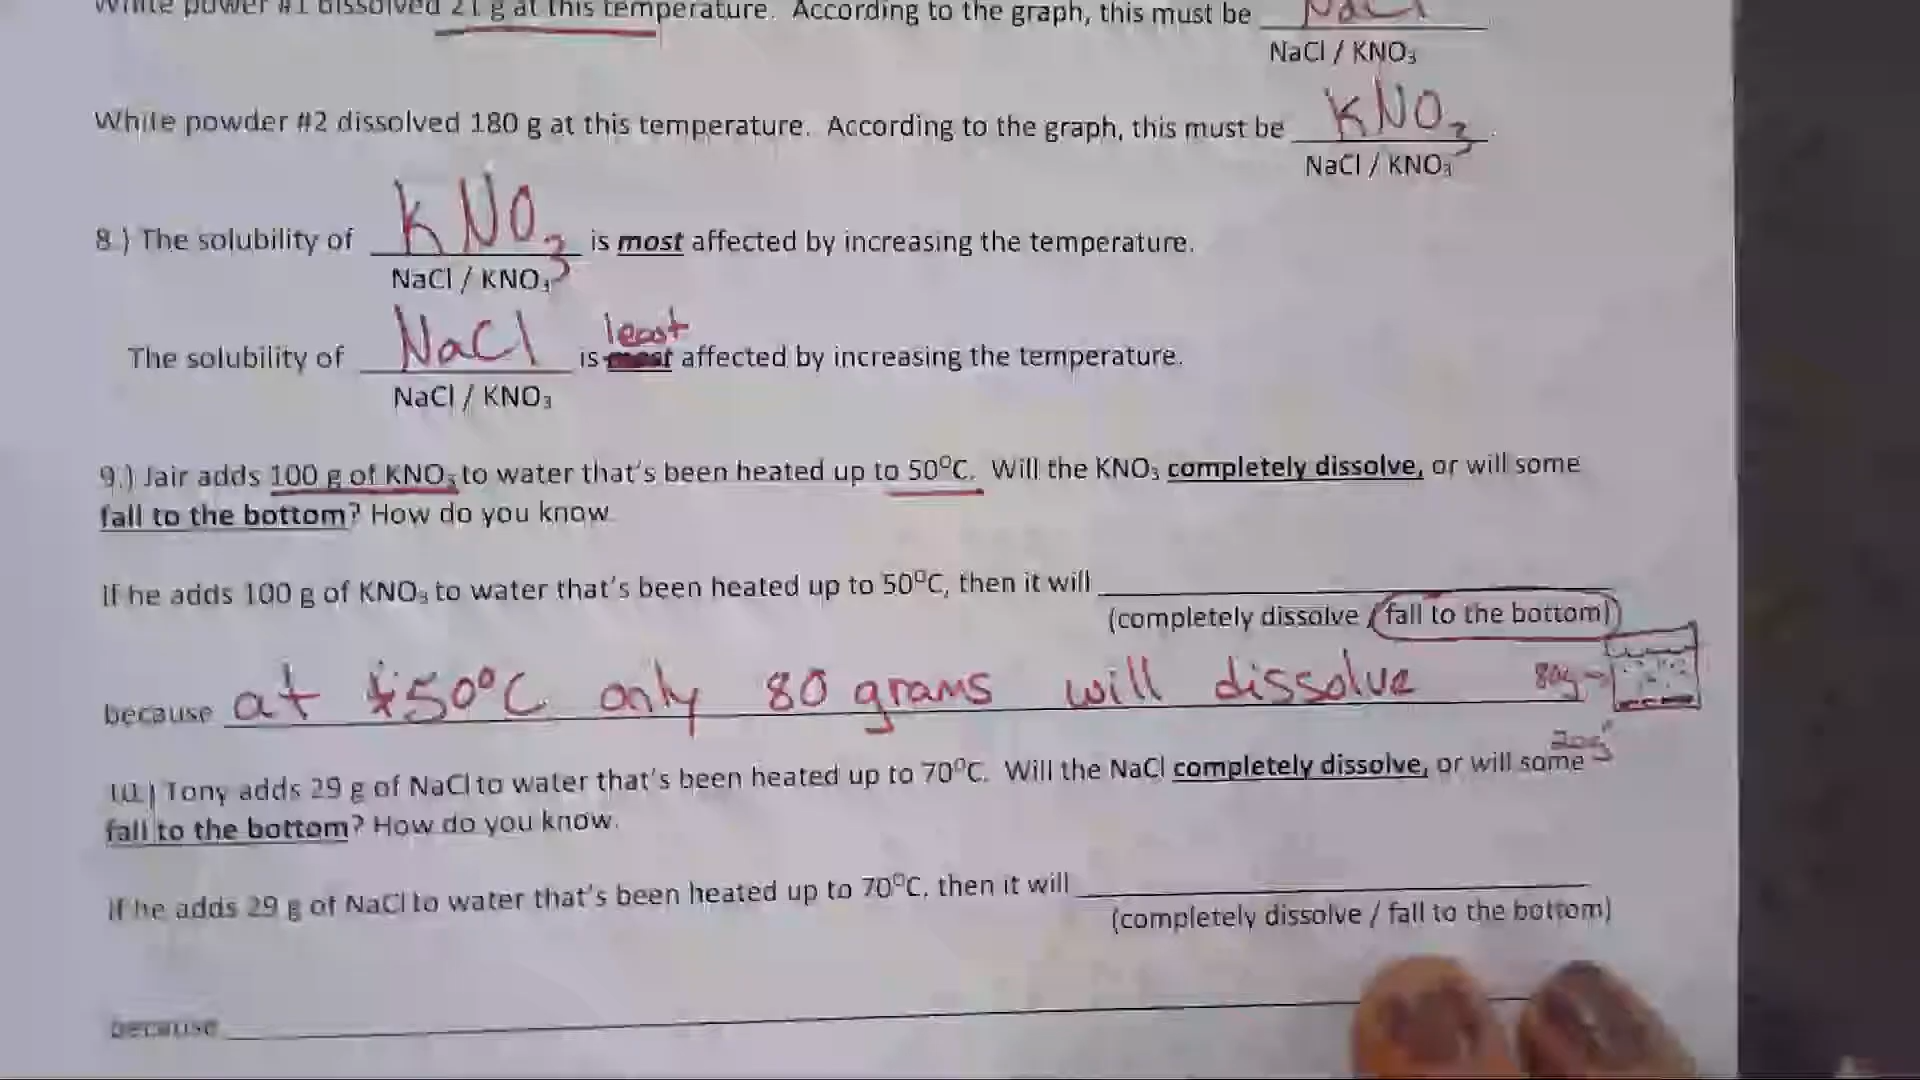 White power #1 dissolved 21 g at this temperature. According to the graph, this must be NaCl
NaCl / KNO₃
White powder #2 dissolved 180 g at this temperature. According to the graph, this must be KNO₃.
NaCl / KNO₃
8.) The solubility of KNO₃ is most affected by increasing the temperature.
NaCl / KNO₃
least
The solubility of NaCl is most affected by increasing the temperature.
NaCl / KNO₃
9.) Jair adds 100 g of KNO₃ to water that's been heated up to 50⁰C. Will the KNO₃ completely dissolve, or will some
fall to the bottom? How do you know.
If he adds 100 g of KNO₃ to water that's been heated up to 50⁰C, then it will
(completely dissolve / fall to the bottom)
because at 50°C only 80 grams will dissolve 80g
20g
10.) Tony adds 29 g of NaCl to water that's been heated up to 70⁰C. Will the NaCl completely dissolve, or will some
fall to the bottom? How do you know.
If he adds 29 g of NaCl to water that's been heated up to 70⁰C, then it will
(completely dissolve / fall to the bottom)
because